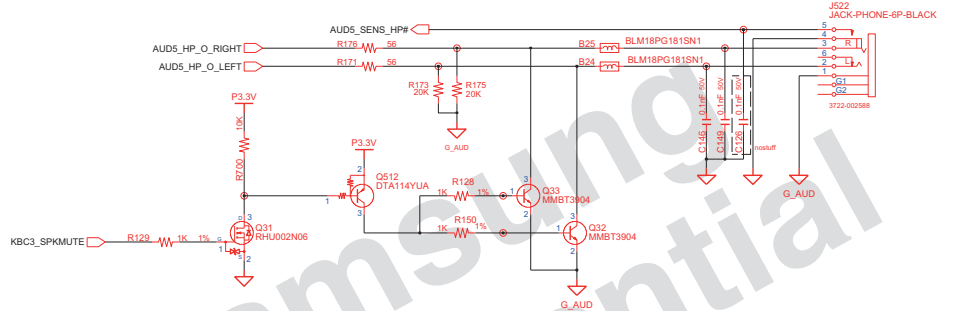 J522
JACK-PHONE-6P-BLACK
AUD5_SENS_HP#
5
4
AUD5_HP_O_RIGHT
R176
56
B25
BLM18PG181SN1
3
R
6
AUD5_HP_O_LEFT
R171
56
B24
BLM18PG181SN1
2
L
1
G1
G2
3722-002588
R173
20K
R175
20K
G_AUD
C146
0.1nF 50V
C149
0.1nF 50V
C126
0.1nF 50V
nostuff
G_AUD
P3.3V
10K
R700
P3.3V
2
Q512
DTA114YUA
1
3
R128
1K
1%
3
Q33
MMBT3904
1
2
R150
1K
1%
3
Q32
MMBT3904
1
2
G_AUD
D
3
Q31
RHU002N06
KBC3_SPKMUTE
R129
1K
1%
G
1
S
2
Samsung
Confidential